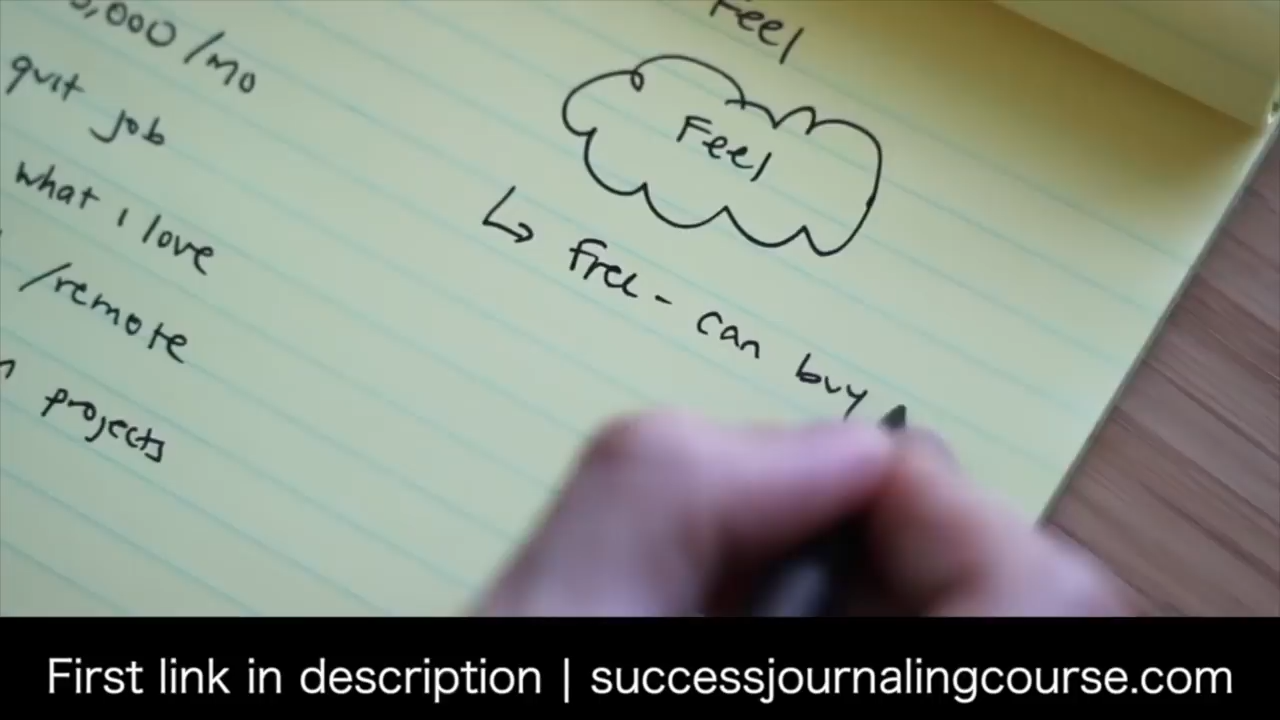 ,000 /mo
quit job
what I love
/remote
projects
Feel
Feel
↳ free - can buy
First link in description | successjournalingcourse.com